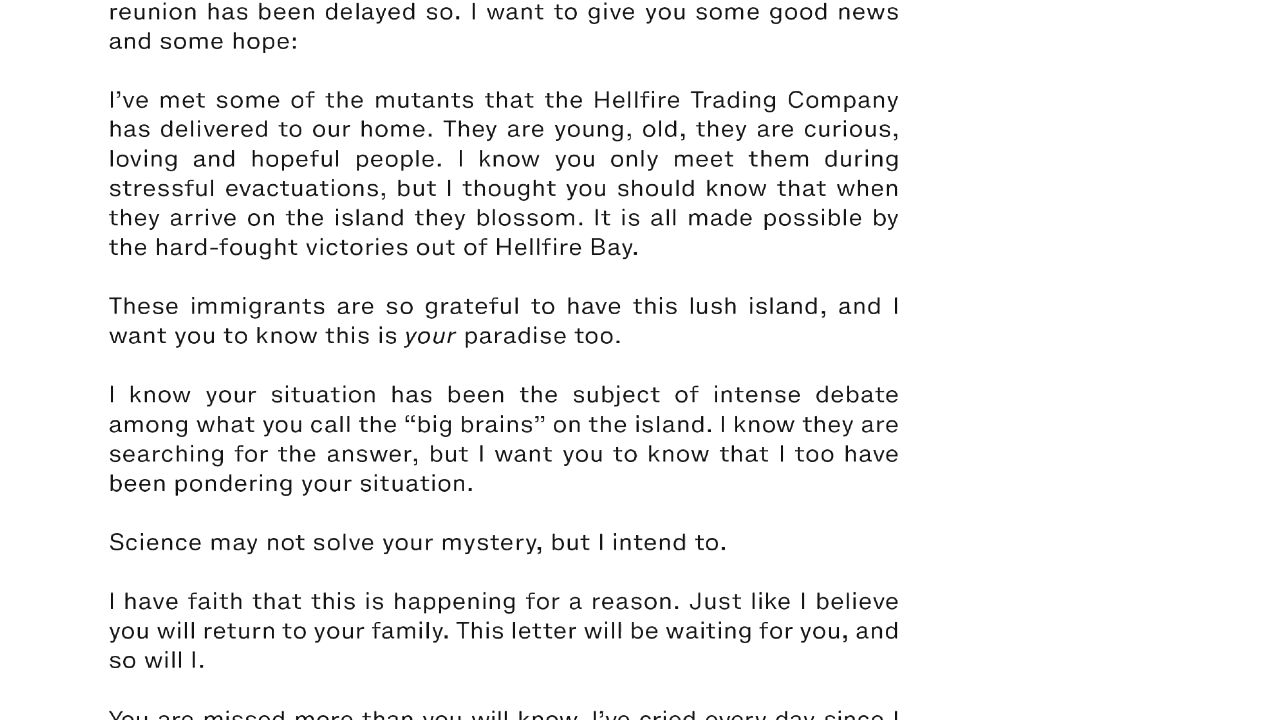 reunion has been delayed so. I want to give you some good news
and some hope:
I’ve met some of the mutants that the Hellfire Trading Company
has delivered to our home. They are young, old, they are curious,
loving and hopeful people. I know you only meet them during
stressful evactuations, but I thought you should know that when
they arrive on the island they blossom. It is all made possible by
the hard-fought victories out of Hellfire Bay.
These immigrants are so grateful to have this lush island, and I
want you to know this is your paradise too.
I know your situation has been the subject of intense debate
among what you call the “big brains” on the island. I know they are
searching for the answer, but I want you to know that I too have
been pondering your situation.
Science may not solve your mystery, but I intend to.
I have faith that this is happening for a reason. Just like I believe
you will return to your family. This letter will be waiting for you, and
so will I.
You are missed more than you will know. I’ve cried every day since I